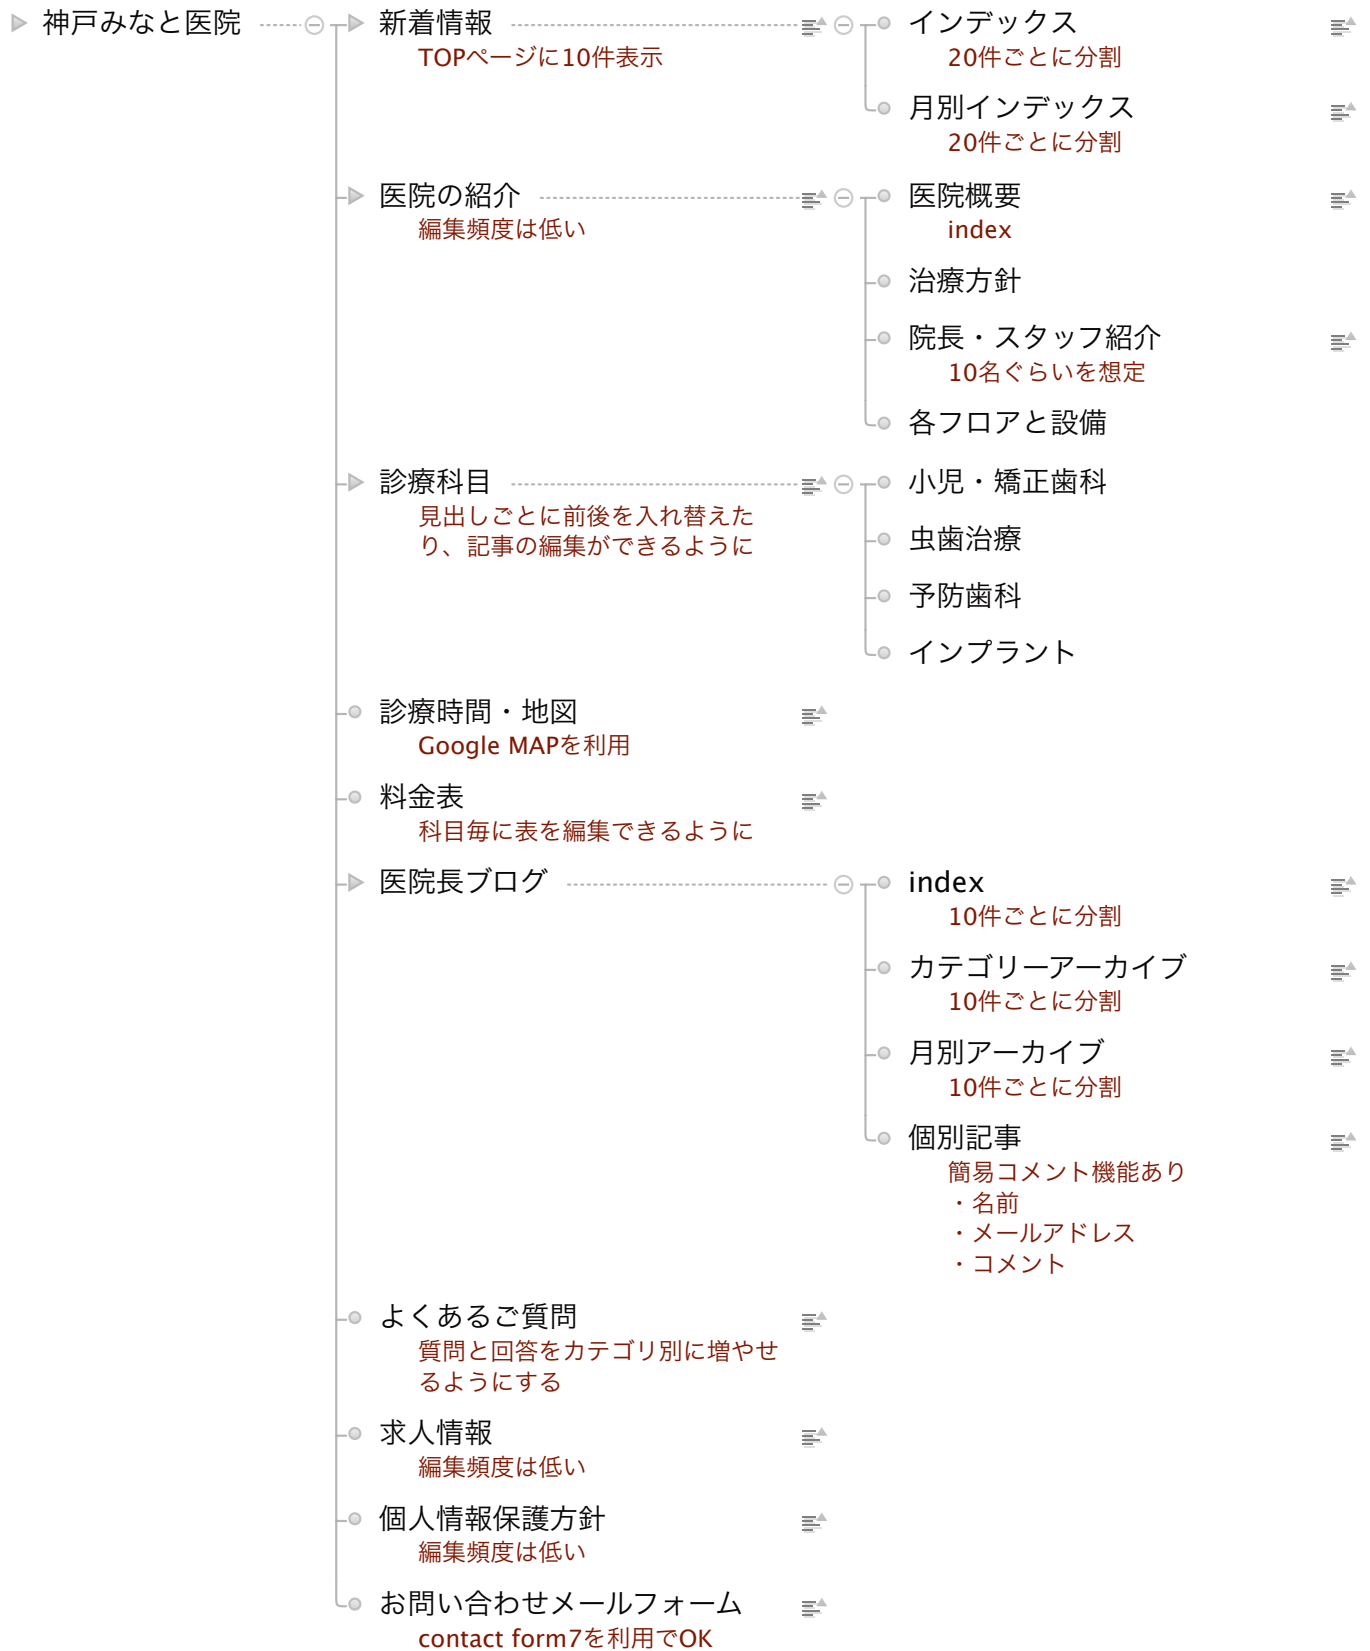 神戸みなと医院
新着情報
TOPページに10件表示
インデックス
20件ごとに分割
月別インデックス
20件ごとに分割
医院の紹介
編集頻度は低い
医院概要
index
治療方針
院長・スタッフ紹介
10名ぐらいを想定
各フロアと設備
診療科目
見出しごとに前後を入れ替えた
り、記事の編集ができるように
小児・矯正歯科
虫歯治療
予防歯科
インプラント
診療時間・地図
Google MAPを利用
料金表
科目毎に表を編集できるように
医院長ブログ
index
10件ごとに分割
カテゴリーアーカイブ
10件ごとに分割
月別アーカイブ
10件ごとに分割
個別記事
簡易コメント機能あり
・名前
・メールアドレス
・コメント
よくあるご質問
質問と回答をカテゴリ別に増やせ
るようにする
求人情報
編集頻度は低い
個人情報保護方針
編集頻度は低い
お問い合わせメールフォーム
contact form7を利用でOK